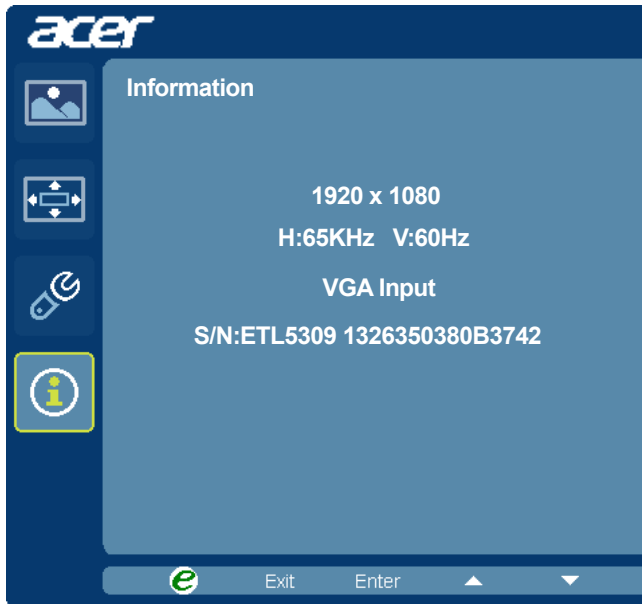 acer
Information
1920 x 1080
H:65KHz V:60Hz
VGA Input
S/N:ETL5309 1326350380B3742
e Exit Enter